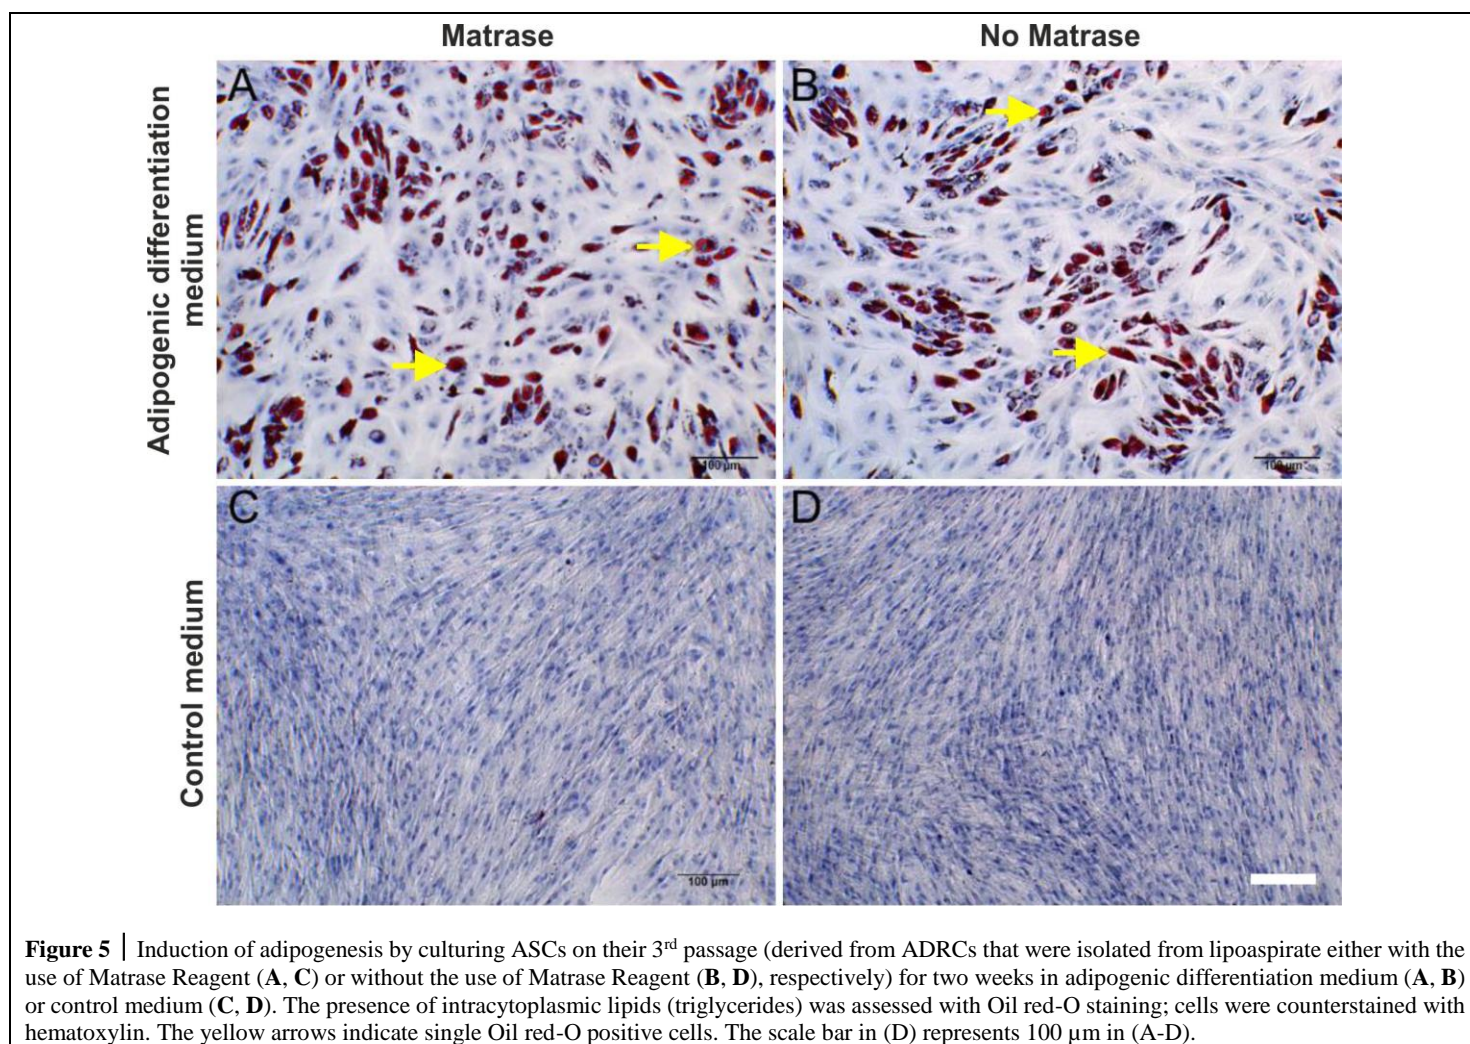 Matrase
No Matrase
Adipogenic differentiation
medium
A
B
100 µm
100 µm
Control medium
C
D
100 µm
Figure 5 | Induction of adipogenesis by culturing ASCs on their 3rd passage (derived from ADRCs that were isolated from lipoaspirate either with the
use of Matrase Reagent (A, C) or without the use of Matrase Reagent (B, D), respectively) for two weeks in adipogenic differentiation medium (A, B)
or control medium (C, D). The presence of intracytoplasmic lipids (triglycerides) was assessed with Oil red-O staining; cells were counterstained with
hematoxylin. The yellow arrows indicate single Oil red-O positive cells. The scale bar in (D) represents 100 µm in (A-D).